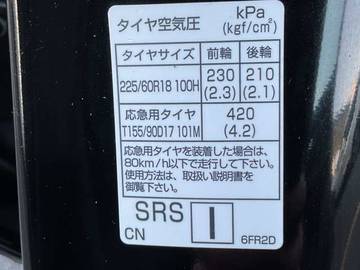 タイヤ空気圧 kPa
(kgf/cm²)
タイヤサイズ 前輪 後輪
225/60R18 100H 230 210
(2.3) (2.1)
応急用タイヤ 420
T155/90D17 101M (4.2)
応急用タイヤを装着した場合は、
80km/h以下で走行して下さい。
使用方法は、取扱い説明書を
御覧下さい。
SRS I
CN 6FR2D